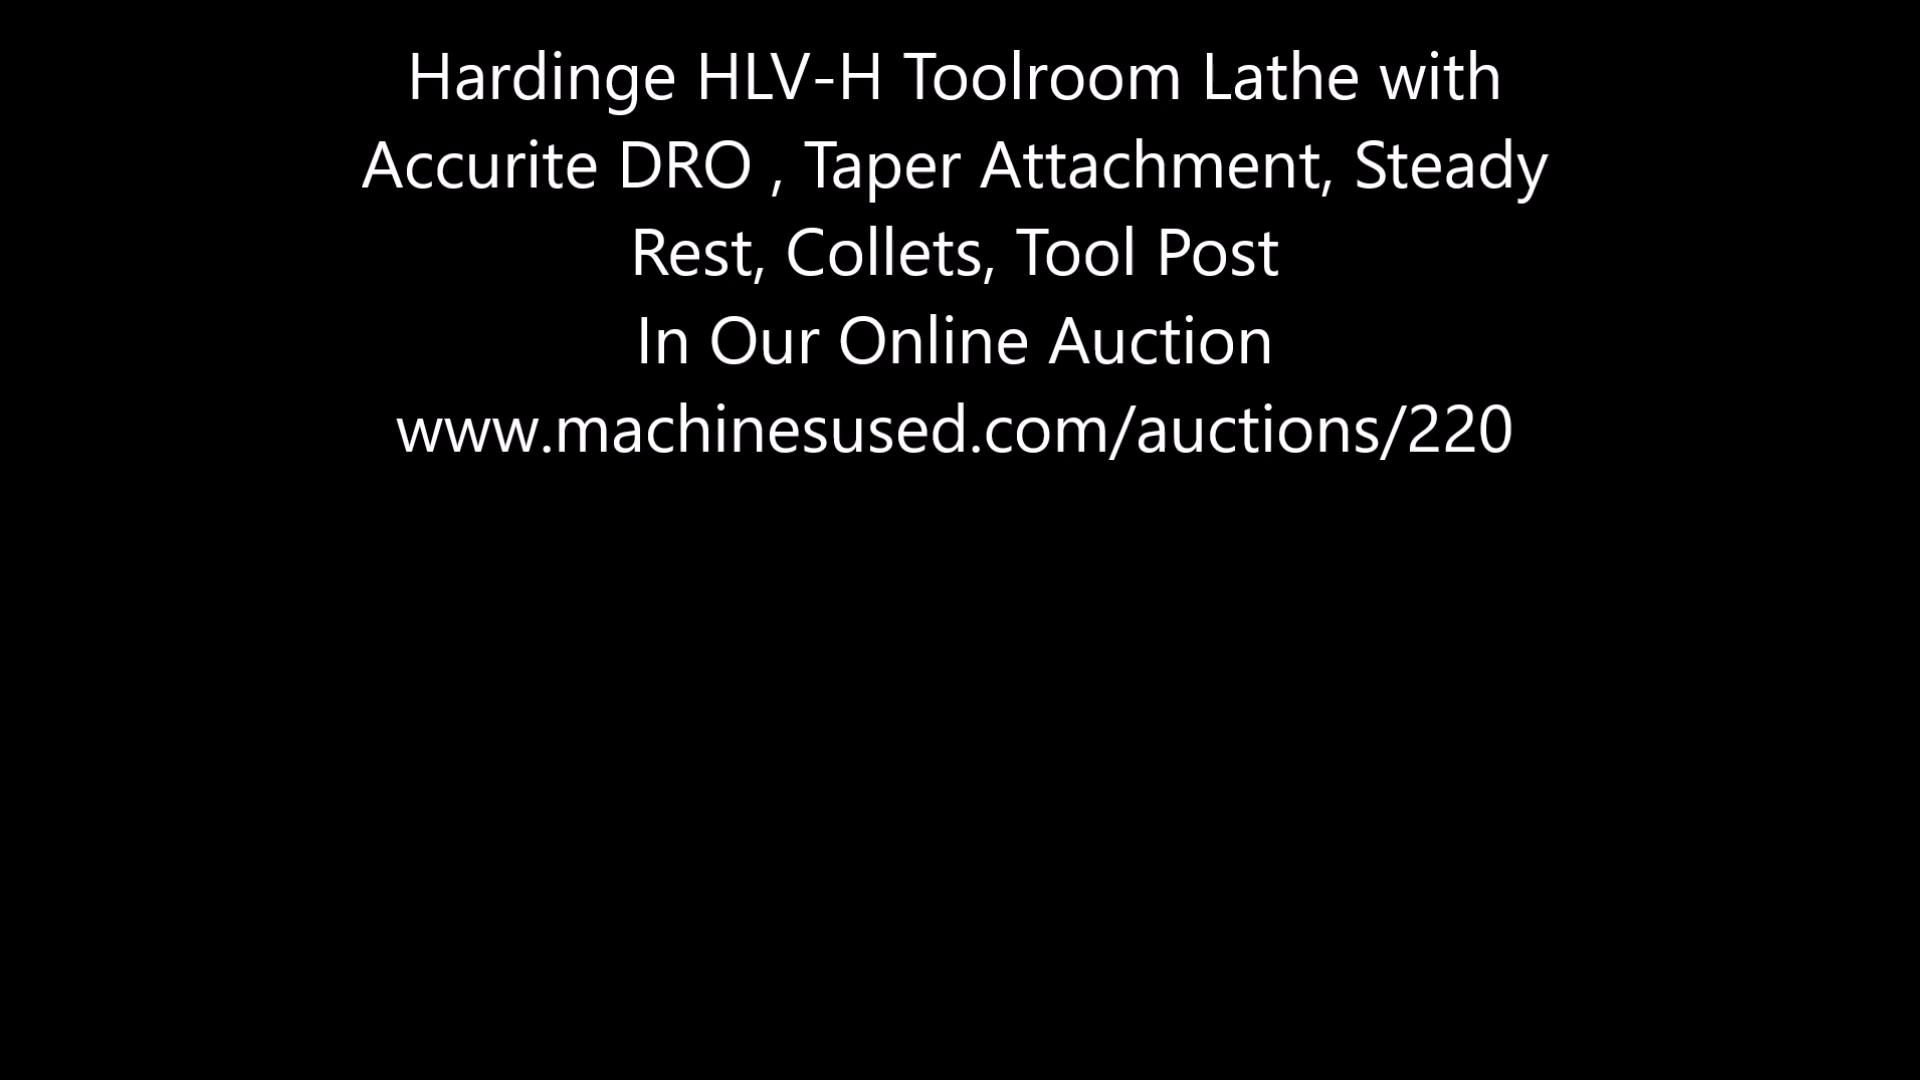 Hardinge HLV-H Toolroom Lathe with
Accurite DRO , Taper Attachment, Steady
Rest, Collets, Tool Post
In Our Online Auction
www.machinesused.com/auctions/220